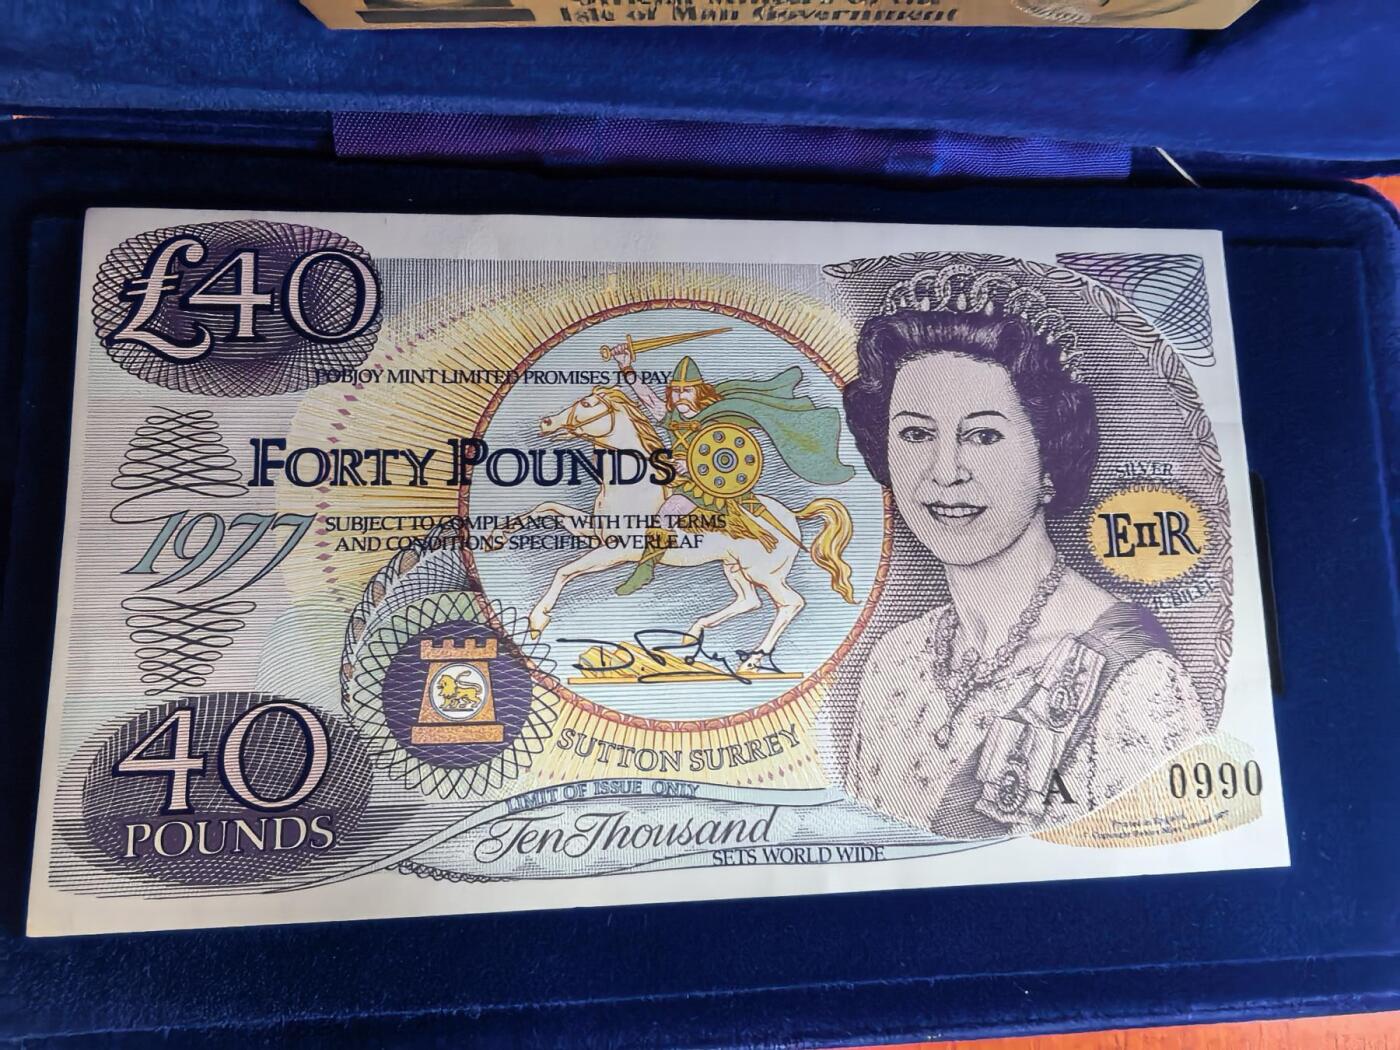 Isle of Man Government
£40
POBJOY MINT LIMITED PROMISES TO PAY
FORTY POUNDS
1977
SUBJECT TO COMPLIANCE WITH THE TERMS
AND CONDITIONS SPECIFIED OVERLEAF
SILVER
EIIR
JUBILEE
D. Pobjoy
SUTTON SURREY
40
POUNDS
LIMIT OF ISSUE ONLY
Ten Thousand
SETS WORLD WIDE
A 0990